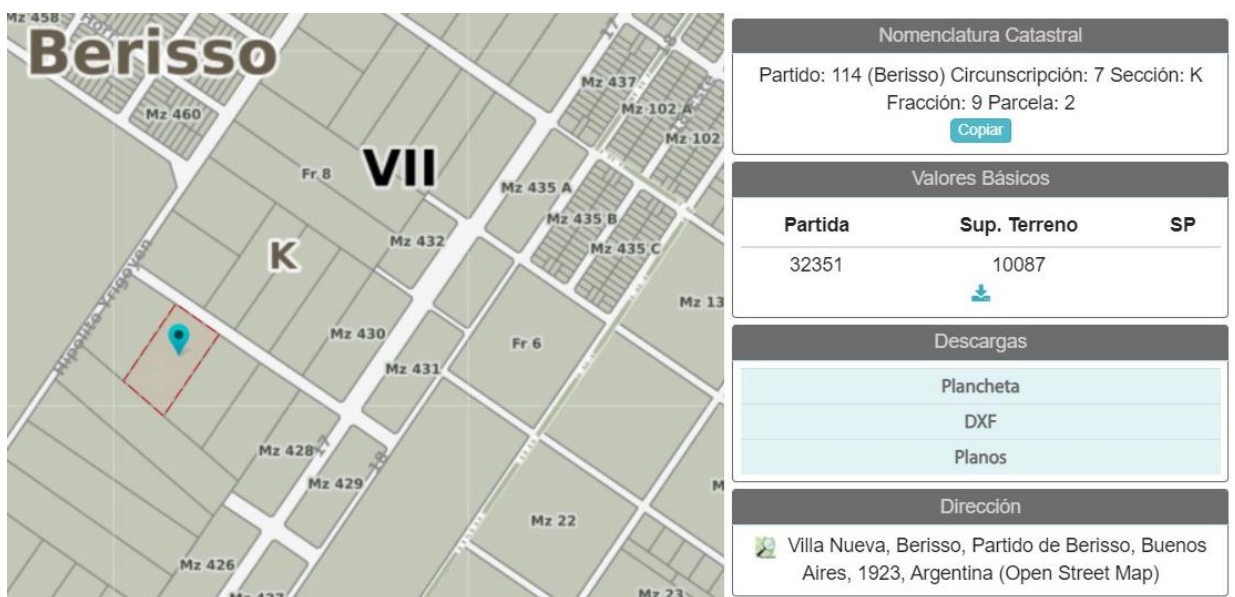 Mz 458
Berisso
Mz 460
17
18
Mz 437
Mz 102 A
Mz 102
Fr 8
VII
Mz 435 A
Mz 435 B
Mz 435 C
Mz 432
K
Hipolito Yrigoyen
Mz 13
Mz 430
Fr 6
Mz 431
Mz 428
17
18
Mz 429
M
Mz 22
Mz 426
Mz 427
Mz 23
Nomenclatura Catastral
Partido: 114 (Berisso) Circunscripción: 7 Sección: K
Fracción: 9 Parcela: 2
Copiar
Valores Básicos
Partida Sup. Terreno SP
32351 10087
Descargas
Plancheta
DXF
Planos
Dirección
Villa Nueva, Berisso, Partido de Berisso, Buenos
Aires, 1923, Argentina (Open Street Map)